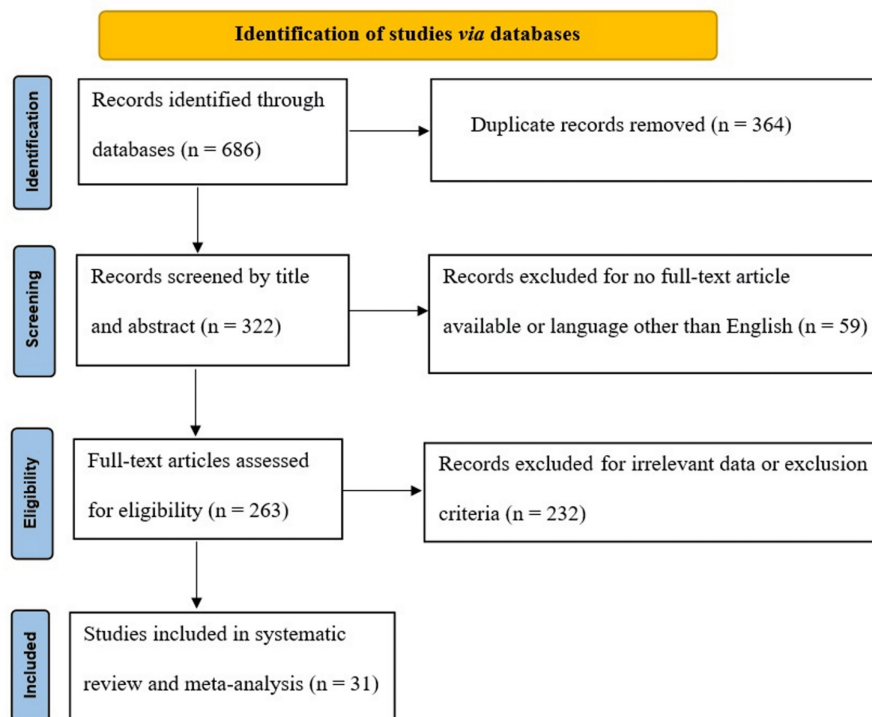 Identification of studies via databases
Identification
Records identified through
databases (n = 686)
Duplicate records removed (n = 364)
Screening
Records screened by title
and abstract (n = 322)
Records excluded for no full-text article
available or language other than English (n = 59)
Eligibility
Full-text articles assessed
for eligibility (n = 263)
Records excluded for irrelevant data or exclusion
criteria (n = 232)
Included
Studies included in systematic
review and meta-analysis (n = 31)